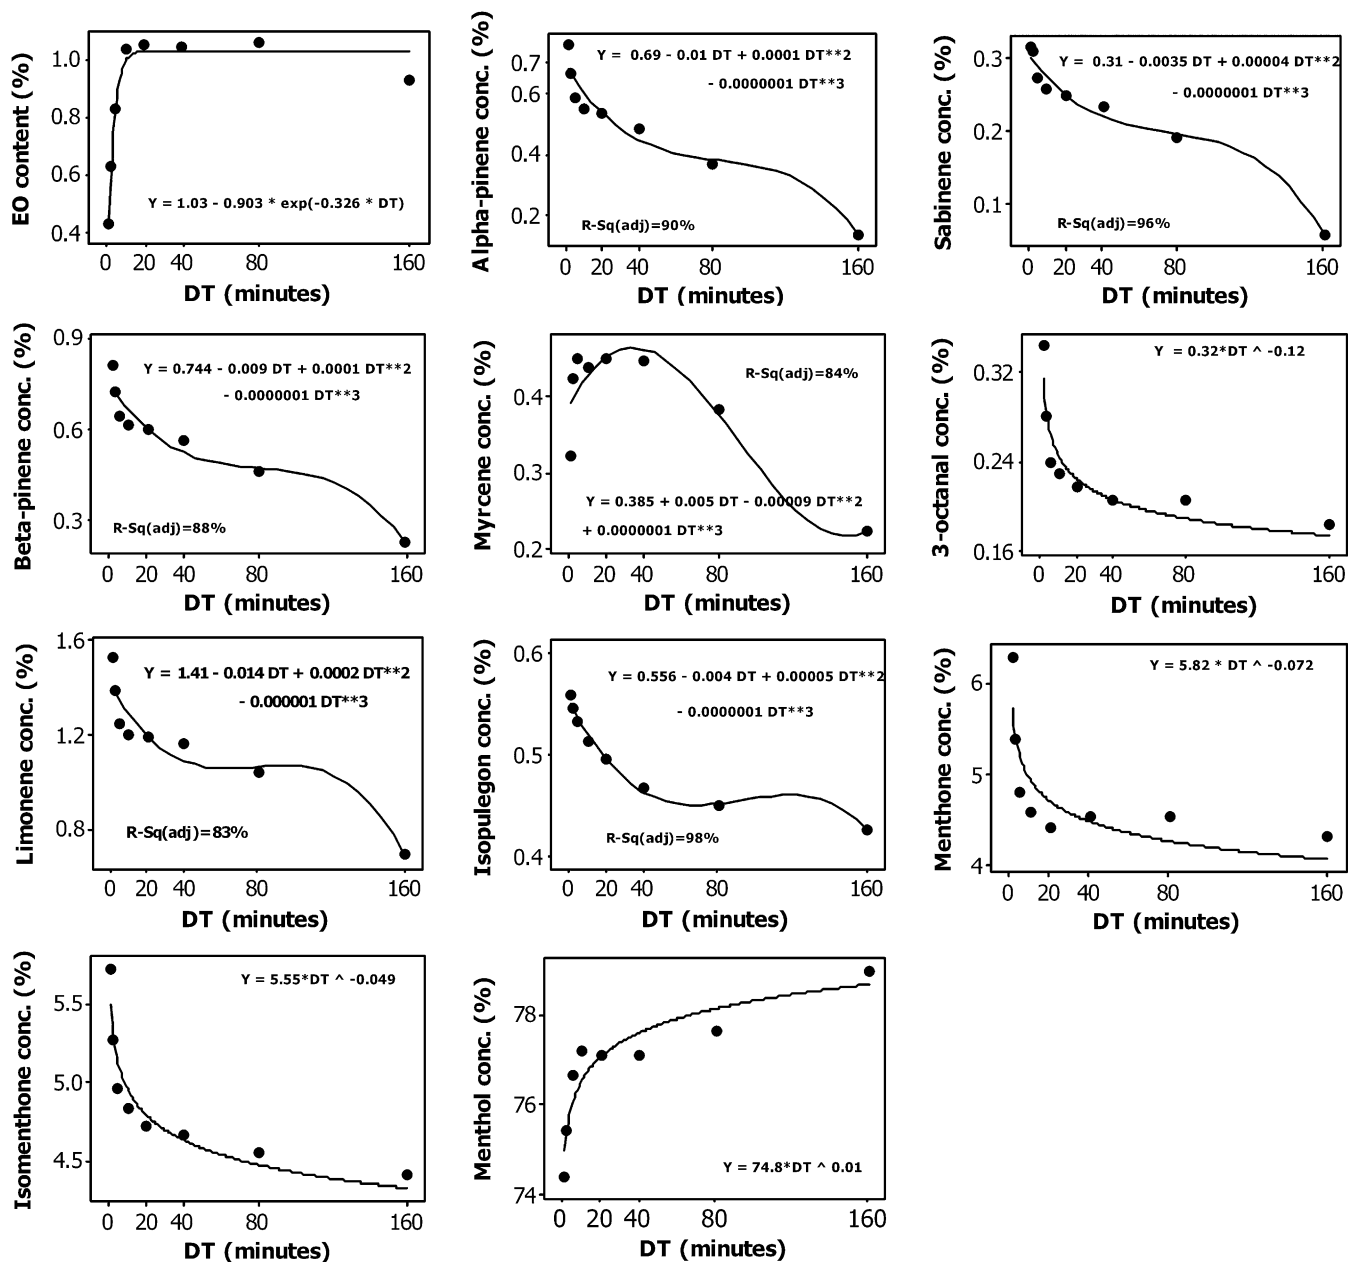 EO content (%)
1.0
0.8
0.6
0.4
Y = 1.03 - 0.903 * exp(-0.326 * DT)
0 20 40 80 160
DT (minutes)
Alpha-pinene conc. (%)
0.7
0.6
0.4
0.2
Y = 0.69 - 0.01 DT + 0.0001 DT**2
- 0.0000001 DT**3
R-Sq(adj)=90%
0 20 40 80 160
DT (minutes)
Sabinene conc. (%)
0.3
0.2
0.1
Y = 0.31 - 0.0035 DT + 0.00004 DT**2
- 0.0000001 DT**3
R-Sq(adj)=96%
0 20 40 80 160
DT (minutes)
Beta-pinene conc. (%)
0.9
0.6
0.3
Y = 0.744 - 0.009 DT + 0.0001 DT**2
- 0.0000001 DT**3
R-Sq(adj)=88%
0 20 40 80 160
DT (minutes)
Myrcene conc. (%)
0.4
0.3
0.2
R-Sq(adj)=84%
Y = 0.385 + 0.005 DT - 0.00009 DT**2
+ 0.0000001 DT**3
0 20 40 80 160
DT (minutes)
3-octanal conc. (%)
0.32
0.24
0.16
Y = 0.32*DT ^ -0.12
0 20 40 80 160
DT (minutes)
Limonene conc. (%)
1.6
1.2
0.8
Y = 1.41 - 0.014 DT + 0.0002 DT**2
- 0.000001 DT**3
R-Sq(adj)=83%
0 20 40 80 160
DT (minutes)
Isopulegon conc. (%)
0.6
0.5
0.4
Y = 0.556 - 0.004 DT + 0.00005 DT**2
- 0.0000001 DT**3
R-Sq(adj)=98%
0 20 40 80 160
DT (minutes)
Menthone conc. (%)
6
5
4
Y = 5.82 * DT ^ -0.072
0 20 40 80 160
DT (minutes)
Isomenthone conc. (%)
5.5
5.0
4.5
Y = 5.55*DT ^ -0.049
0 20 40 80 160
DT (minutes)
Menthol conc. (%)
78
76
74
Y = 74.8*DT ^ 0.01
0 20 40 80 160
DT (minutes)